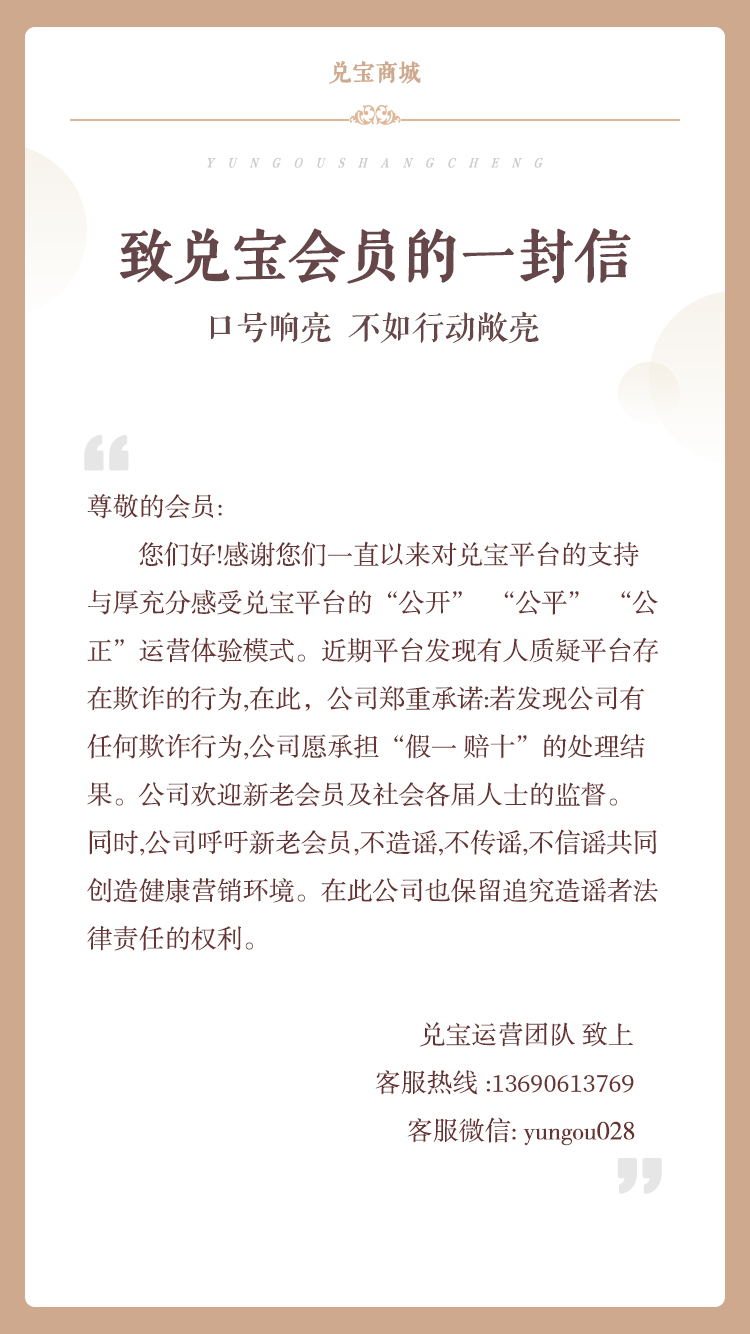 兑宝商城
YUNGOUSHANGCHENG
致兑宝会员的一封信
口号响亮 不如行动敞亮
尊敬的会员:
您们好!感谢您们一直以来对兑宝平台的支持
与厚充分感受兑宝平台的“公开” “公平” “公
正”运营体验模式。近期平台发现有人质疑平台存
在欺诈的行为,在此，公司郑重承诺:若发现公司有
任何欺诈行为,公司愿承担“假一 赔十”的处理结
果。公司欢迎新老会员及社会各届人士的监督。
同时,公司呼吁新老会员,不造谣,不传谣,不信谣共同
创造健康营销环境。在此公司也保留追究造谣者法
律责任的权利。
兑宝运营团队 致上
客服热线 :13690613769
客服微信: yungou028